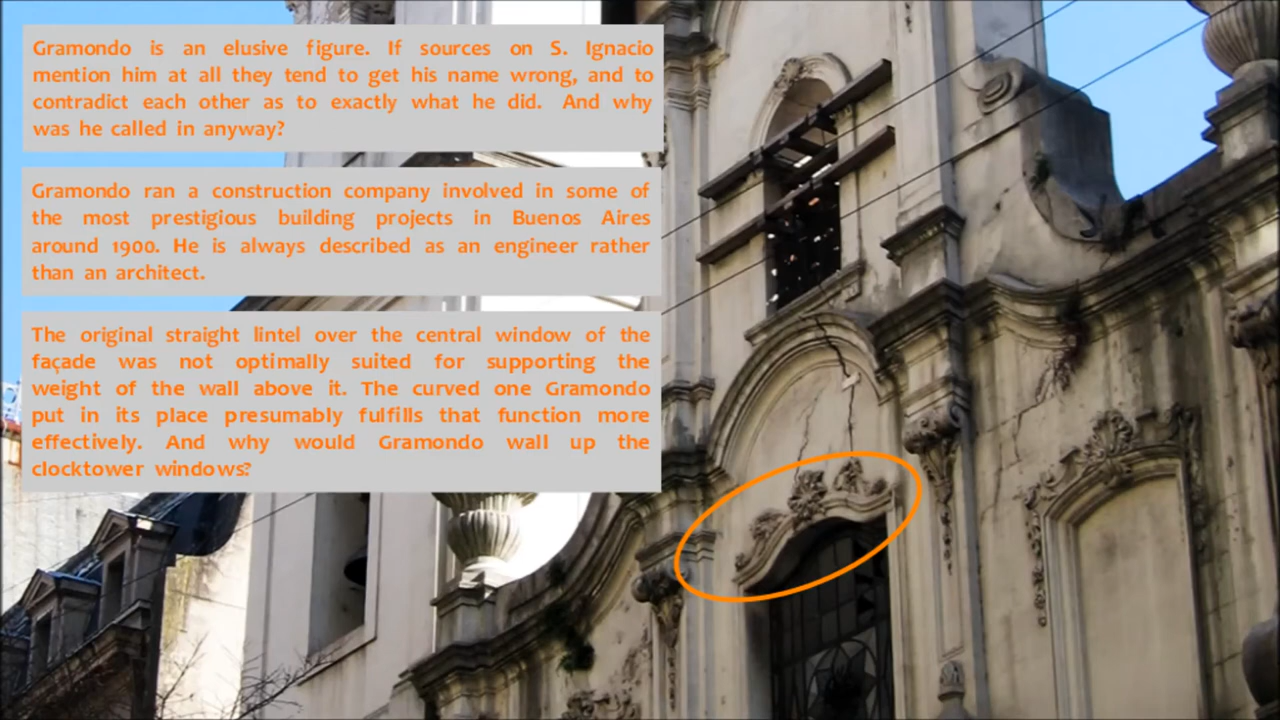 Gramondo is an elusive figure. If sources on S. Ignacio
mention him at all they tend to get his name wrong, and to
contradict each other as to exactly what he did. And why
was he called in anyway?
Gramondo ran a construction company involved in some of
the most prestigious building projects in Buenos Aires
around 1900. He is always described as an engineer rather
than an architect.
The original straight lintel over the central window of the
façade was not optimally suited for supporting the
weight of the wall above it. The curved one Gramondo
put in its place presumably fulfills that function more
effectively. And why would Gramondo wall up the
clocktower windows?